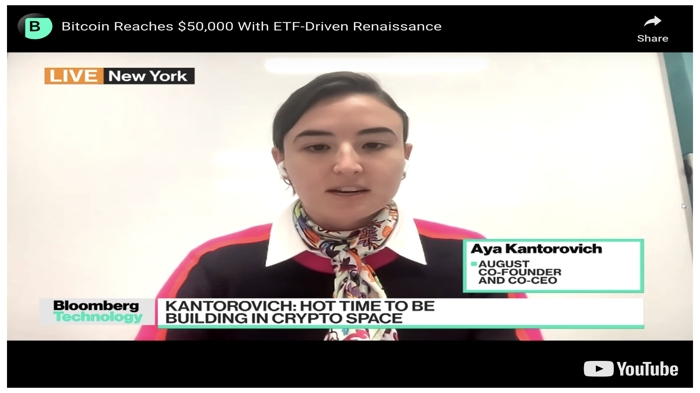 B
Bitcoin Reaches $50,000 With ETF-Driven Renaissance
Share
LIVE New York
Aya Kantorovich
AUGUST
CO-FOUNDER
AND CO-CEO
Bloomberg
Technology
KANTOROVICH: HOT TIME TO BE
BUILDING IN CRYPTO SPACE
YouTube